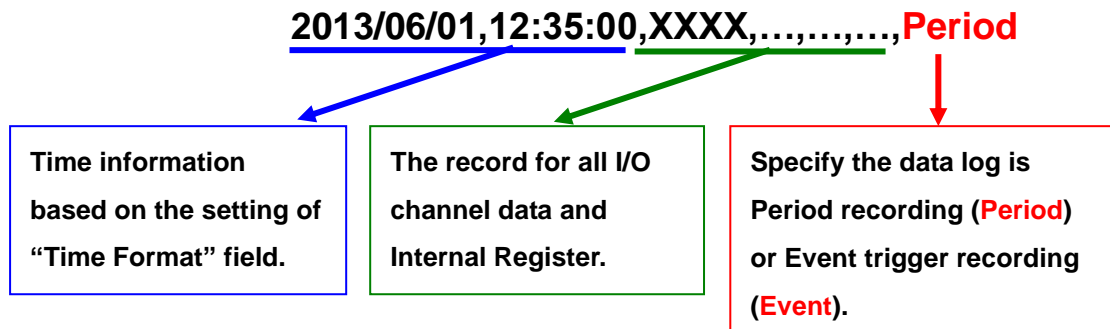 2013/06/01,12:35:00,XXXX,…,…,…,Period
Time information
based on the setting of
“Time Format” field.
The record for all I/O
channel data and
Internal Register.
Specify the data log is
Period recording (Period)
or Event trigger recording
(Event).